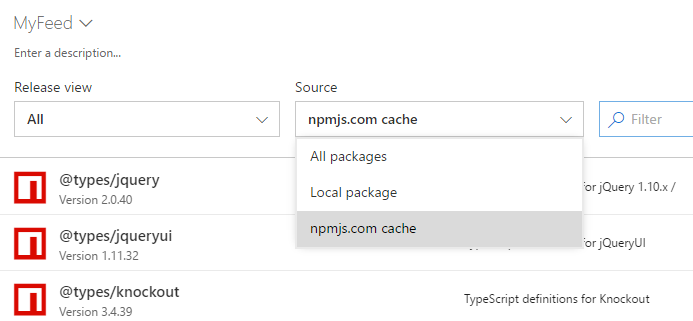 MyFeed
Enter a description...
Release view
Source
All
npmjs.com cache
Filter
All packages
Local package
npmjs.com cache
@types/jquery
Version 2.0.40
for jQuery 1.10.x /
@types/jqueryui
Version 1.11.32
for jQueryUI
@types/knockout
Version 3.4.39
TypeScript definitions for Knockout